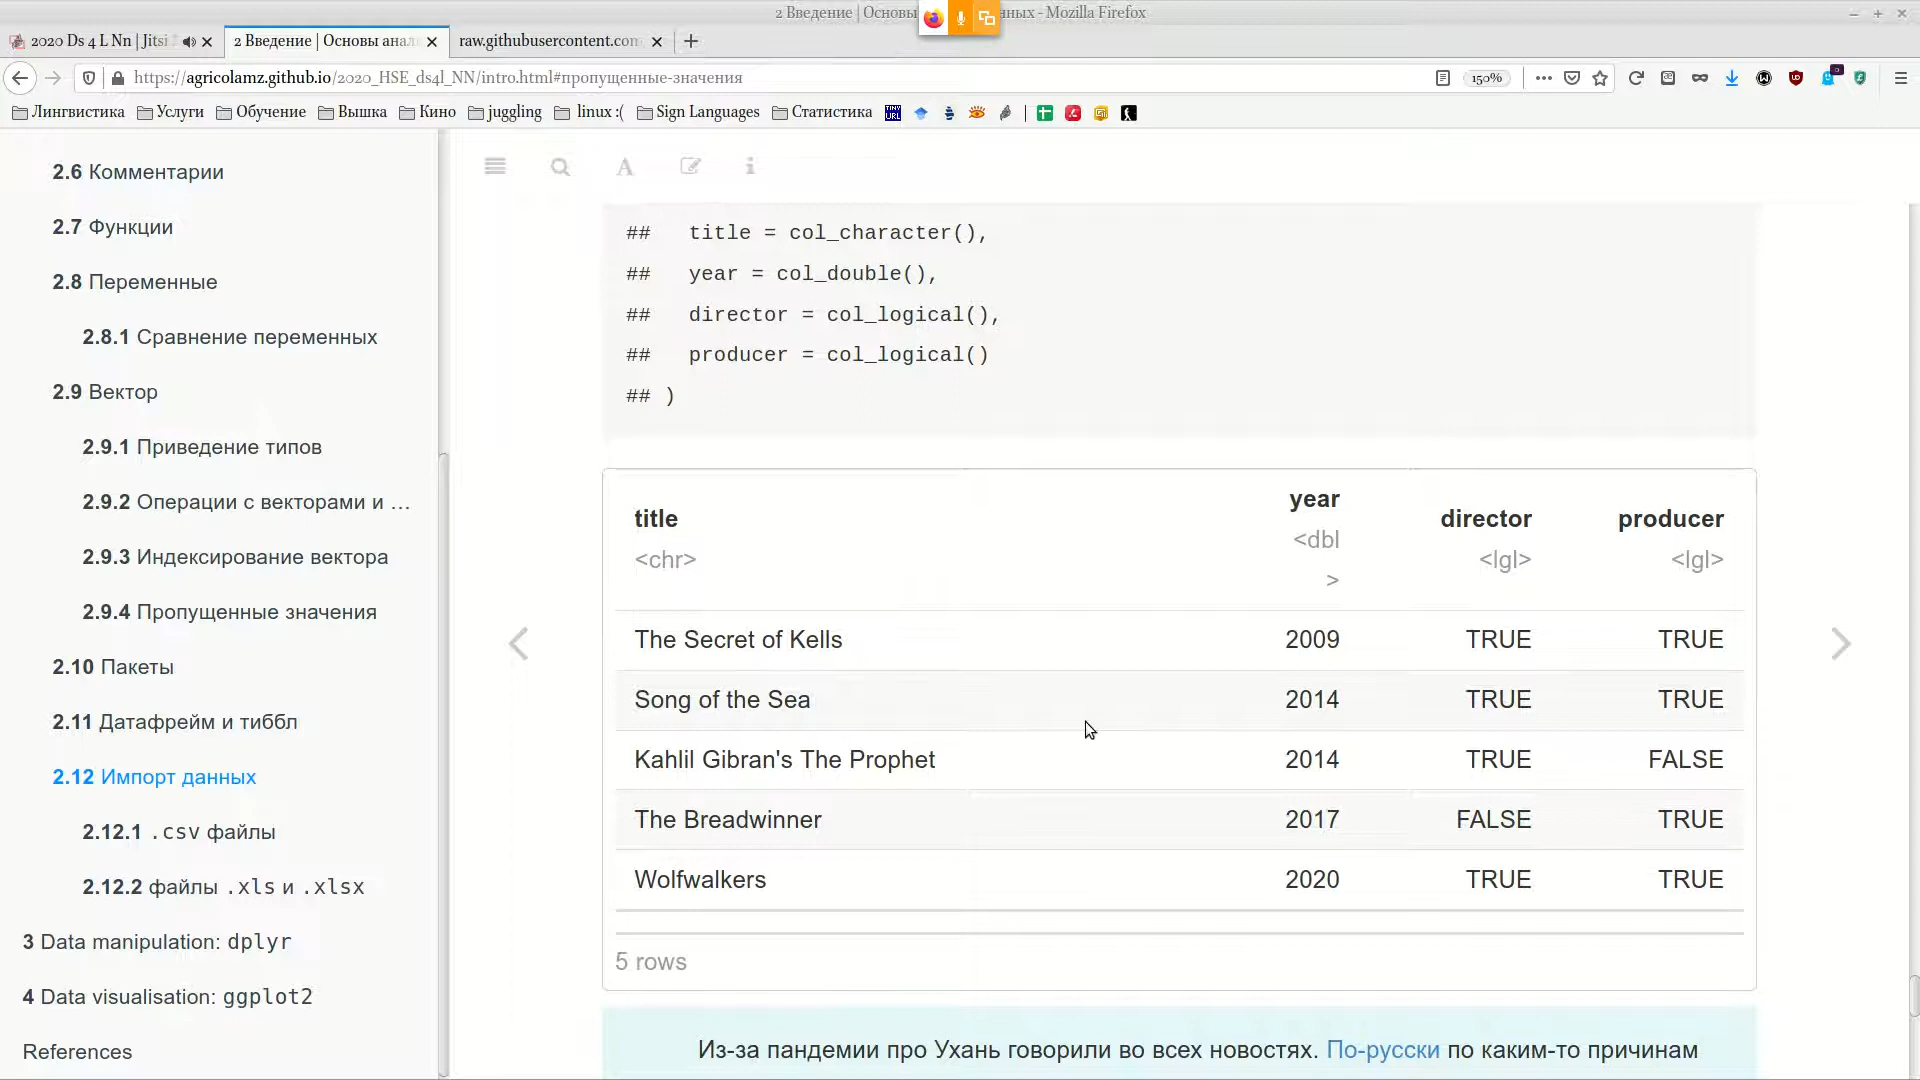 2 Введение | Основы
нных - Mozilla Firefox
2020 Ds 4 L Nn | Jitsi
2 Введение | Основы анал
raw.githubusercontent.com
https://agricolamz.github.io/2020_HSE_ds4l_NN/intro.html#пропущенные-значения
150%
Лингвистика
Услуги
Обучение
Вышка
Кино
juggling
linux :(
Sign Languages
Статистика
TINY
URL
2.6 Комментарии
2.7 Функции
2.8 Переменные
2.8.1 Сравнение переменных
2.9 Вектор
2.9.1 Приведение типов
2.9.2 Операции с векторами и …
2.9.3 Индексирование вектора
2.9.4 Пропущенные значения
2.10 Пакеты
2.11 Датафрейм и тиббл
2.12 Импорт данных
2.12.1 .csv файлы
2.12.2 файлы .xls и .xlsx
3 Data manipulation: dplyr
4 Data visualisation: ggplot2
References
## title = col_character(),
## year = col_double(),
## director = col_logical(),
## producer = col_logical()
## )
title year director producer
<chr> <dbl> <lgl> <lgl>
The Secret of Kells 2009 TRUE TRUE
Song of the Sea 2014 TRUE TRUE
Kahlil Gibran's The Prophet 2014 TRUE FALSE
The Breadwinner 2017 FALSE TRUE
Wolfwalkers 2020 TRUE TRUE
5 rows
Из-за пандемии про Ухань говорили во всех новостях. По-русски по каким-то причинам